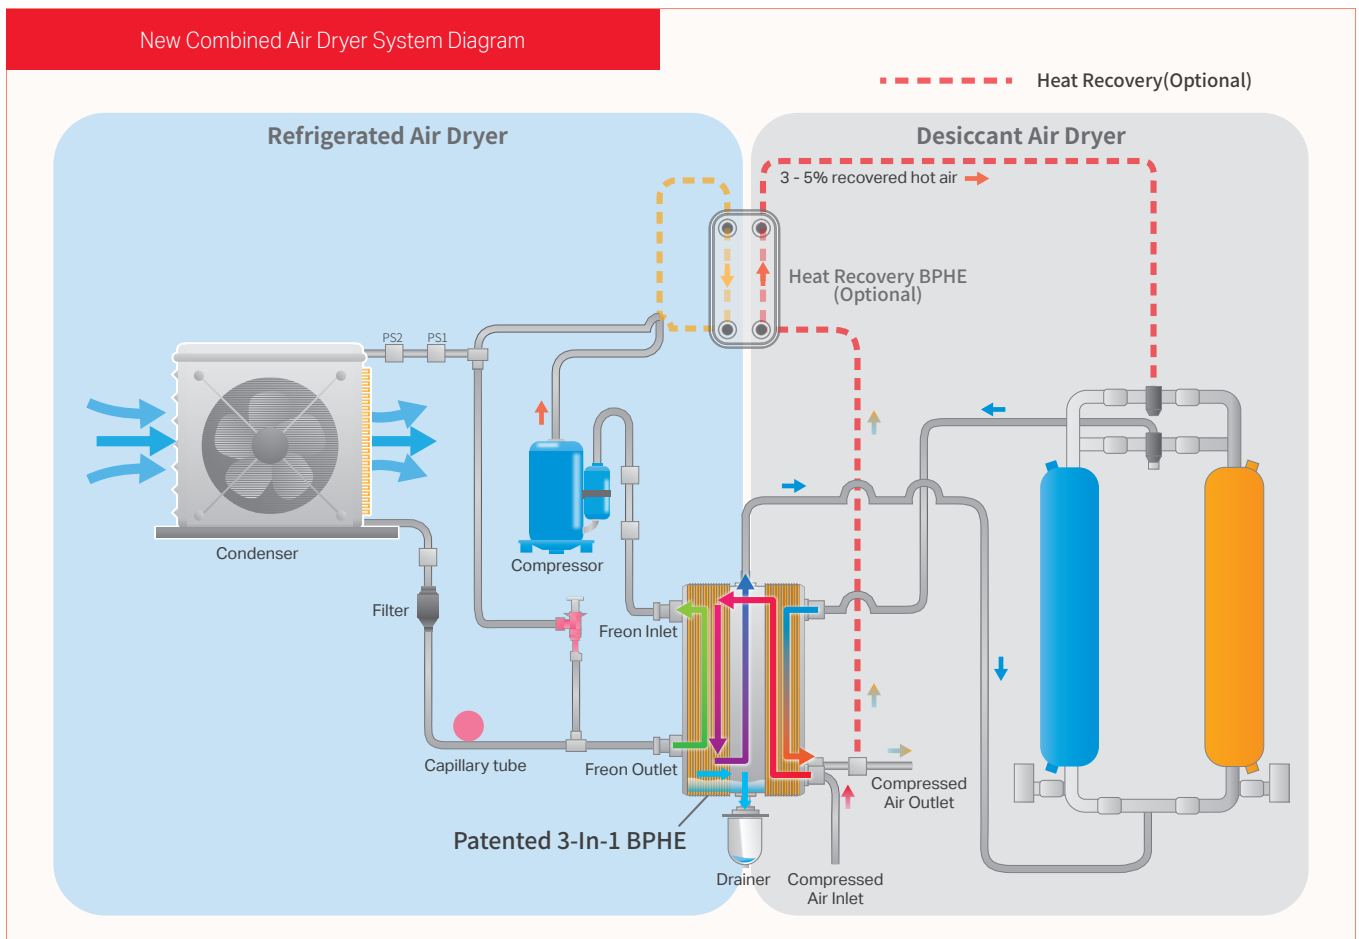 New Combined Air Dryer System Diagram
Heat Recovery(Optional)
Refrigerated Air Dryer
Desiccant Air Dryer
3 - 5% recovered hot air
Heat Recovery BPHE
(Optional)
PS2
PS1
Condenser
Compressor
Filter
Freon Inlet
Capillary tube
Freon Outlet
Compressed
Air Outlet
Patented 3-In-1 BPHE
Drainer
Compressed
Air Inlet